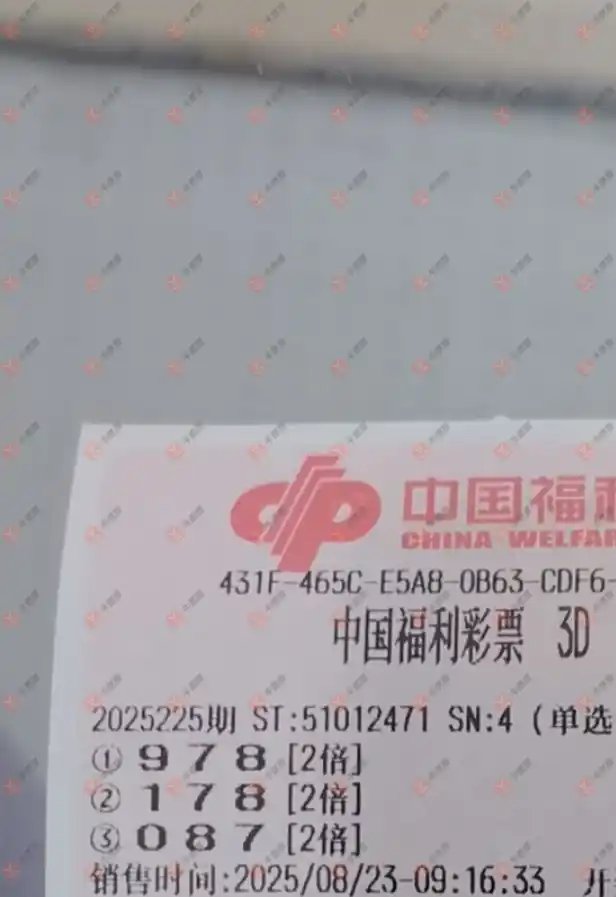 中国福利
CHINA WELFA
431F-465C-E5A8-0B63-CDF6-
中国福利彩票 3D
2025225期 ST:51012471 SN:4 (单选
① 9 7 8 [2倍]
② 1 7 8 [2倍]
③ 0 8 7 [2倍]
销售时间:2025/08/23-09:16:33 开